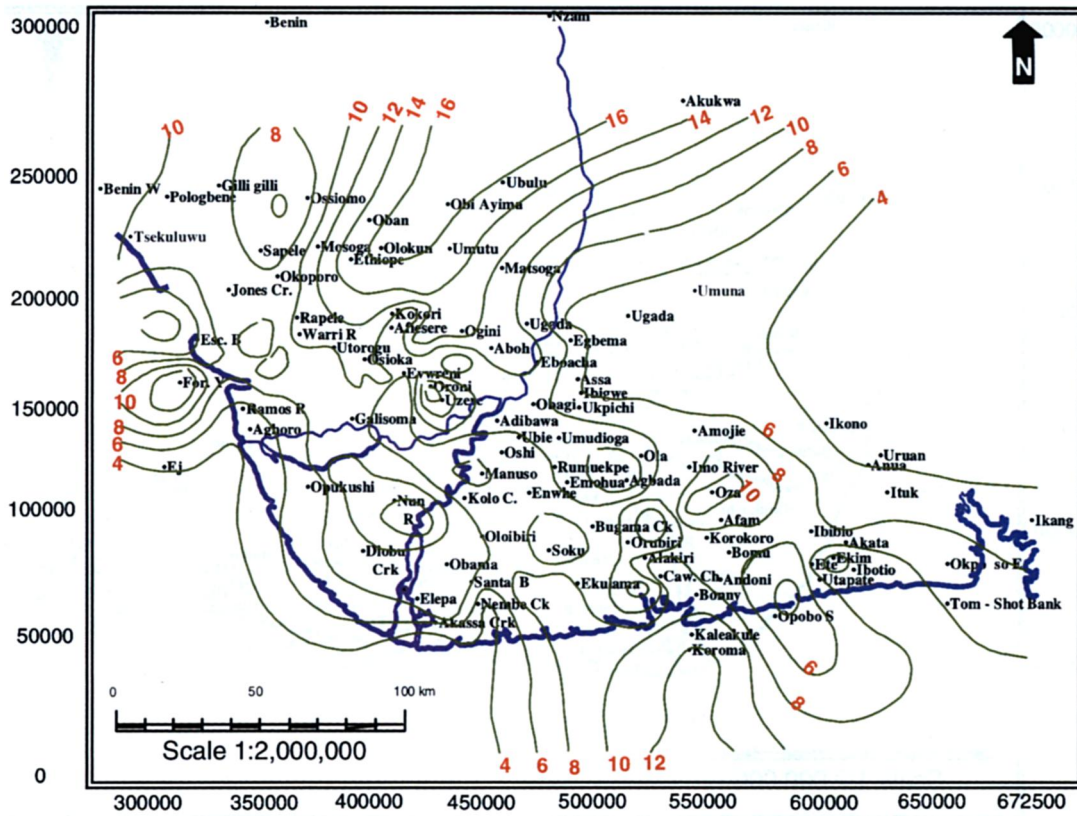 300000
•Benin
•Nzam
N
•Akukwa
10
8
10
12
14
16
16
14
12
10
8
6
4
250000
•Benin W
•Pologbene
•Gilli gilli
•Ossiomo
•Ubulu
•Obi Ayima
•Oban
•Tsekuluwu
•Sapele
•Mosoga
•Olokun
•Umutu
•Ethiope
•Matsoga
•Okoporo
200000
•Jones Cr.
•Umuna
•Rapele
•Kokori
•Afiesere
•Ogini
•Ugoda
•Ugada
•Warri R
•Esc. B
•Utorogu
•Aboh
•Egbema
•Osioka
•Eboacha
6
•Evwreni
•Assa
8
•For. Y
•Oroni
•Ibigwe
10
•Uzere
•Obagi
•Ukpichi
150000
•Ramos R
8
•Agboro
•Galisoma
•Adibawa
•Amojie
6
•Ikono
6
•Ubie
•Umudioga
4
•Ej
•Oshi
•Ola
•Uruan
•Anua
•Manuso
•Rumuekpe
•Imo River
8
•Opukushi
•Emohua
•Agbada
•Oza
10
•Ituk
•Nun
R
•Kolo C.
•Enwhe
100000
•Bugama Ck
•Afam
•Ikang
•Oloibiri
•Orubiri
•Korokoro
•Ibibio
•Akata
•Diobu
Crk
•Soku
•Alakiri
•Bomu
•Obama
•Ete
•Ekim
•Ibotio
•Santa B
•Ekulama
•Caw. Ch.
•Andoni
•Utapate
•Elepa
•Nembe Ck
•Bonny
•Opobo S
•Tom - Shot Bank
50000
•Akassa Crk
•Kaleakule
•Koroma
6
8
0
50
100 km
Scale 1:2,000,000
4
6
8
10
12
0
300000
350000
400000
450000
500000
550000
600000
650000
672500